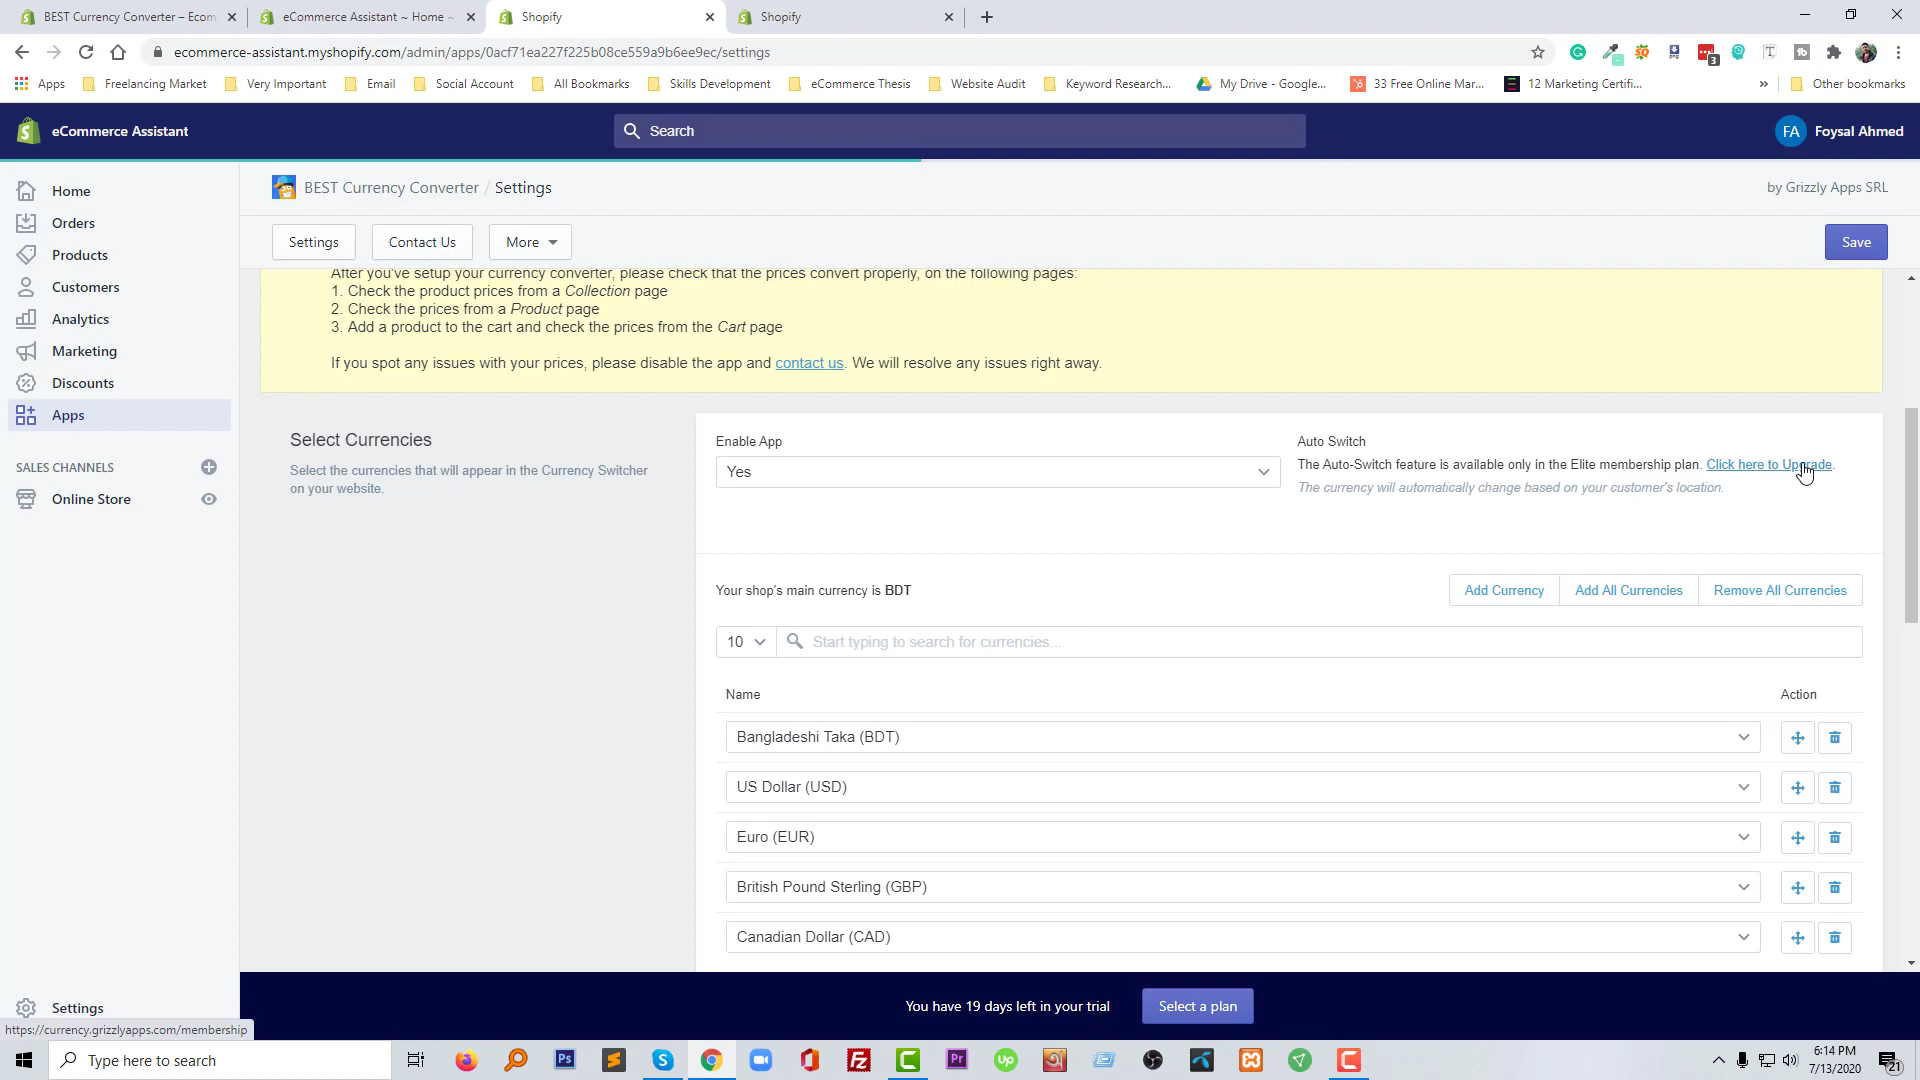 BEST Currency Converter – Ecom
eCommerce Assistant ~ Home ~
Shopify
Shopify
ecommerce-assistant.myshopify.com/admin/apps/0acf71ea227f225b08ce559a9b6ee9ec/settings
3
Apps
Freelancing Market
Very Important
Email
Social Account
All Bookmarks
Skills Development
eCommerce Thesis
Website Audit
Keyword Research...
My Drive - Google...
33 Free Online Mar...
12 Marketing Certifi...
»
Other bookmarks
eCommerce Assistant
Search
FA
Foysal Ahmed
Home
Orders
Products
Customers
Analytics
Marketing
Discounts
Apps
SALES CHANNELS
Online Store
Settings
BEST Currency Converter / Settings
by Grizzly Apps SRL
Settings
Contact Us
More
Save
After you've setup your currency converter, please check that the prices convert properly, on the following pages:
1. Check the product prices from a Collection page
2. Check the prices from a Product page
3. Add a product to the cart and check the prices from the Cart page
If you spot any issues with your prices, please disable the app and contact us. We will resolve any issues right away.
Select Currencies
Select the currencies that will appear in the Currency Switcher
on your website.
Enable App
Yes
Auto Switch
The Auto-Switch feature is available only in the Elite membership plan. Click here to Upgrade.
The currency will automatically change based on your customer's location.
Your shop's main currency is BDT
Add Currency
Add All Currencies
Remove All Currencies
10
Start typing to search for currencies...
Name
Action
Bangladeshi Taka (BDT)
US Dollar (USD)
Euro (EUR)
British Pound Sterling (GBP)
Canadian Dollar (CAD)
You have 19 days left in your trial
Select a plan
https://currency.grizzlyapps.com/membership
Type here to search
Ps
Pr
Up
6:14 PM
7/13/2020
21